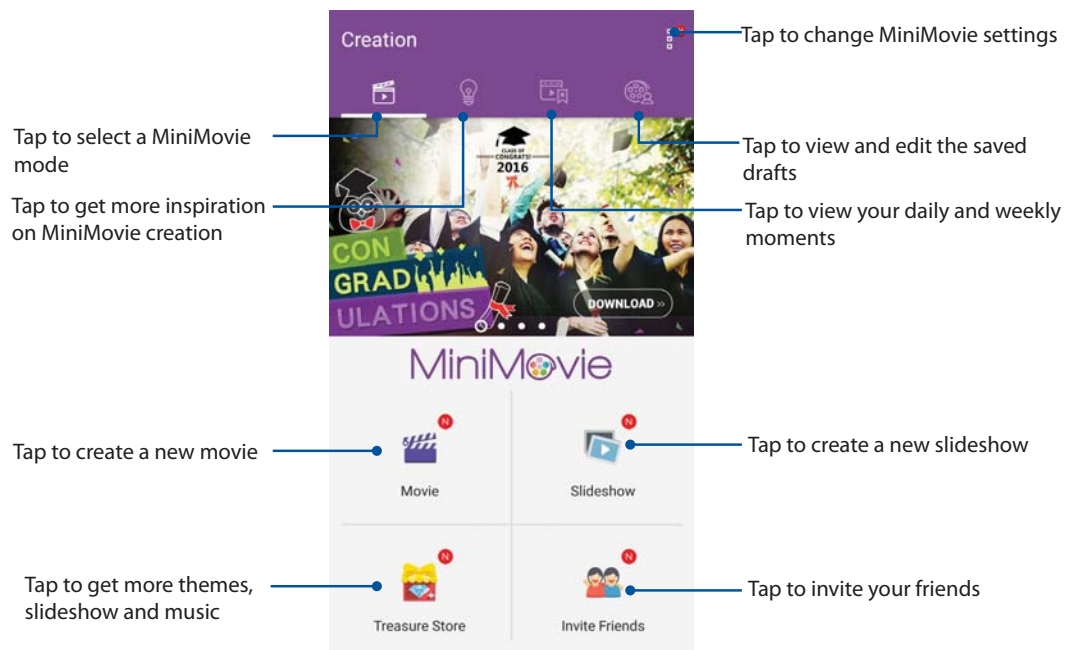 Creation
Tap to change MiniMovie settings
Tap to select a MiniMovie
mode
Tap to get more inspiration
on MiniMovie creation
CLASS OF
CONGRATS!
2016
Tap to view and edit the saved
drafts
Tap to view your daily and weekly
moments
CON
GRAD
ULATIONS
DOWNLOAD »
MiniMovie
Tap to create a new movie
N
Movie
N
Slideshow
Tap to create a new slideshow
Tap to get more themes,
slideshow and music
N
Treasure Store
N
Invite Friends
Tap to invite your friends